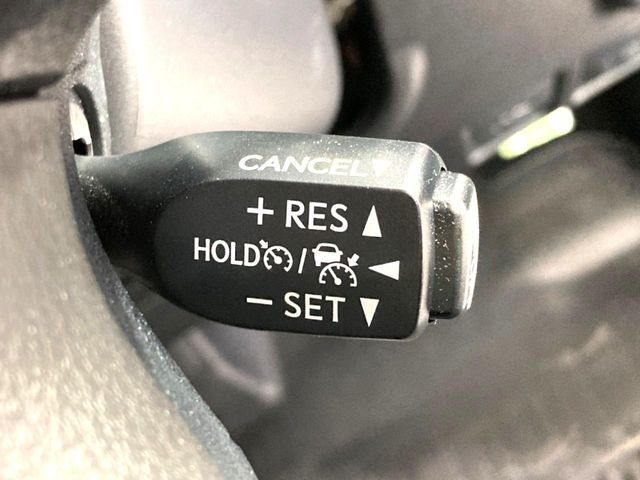 CANCEL▼
+ RES ▲
HOLD / ◀
− SET ▼